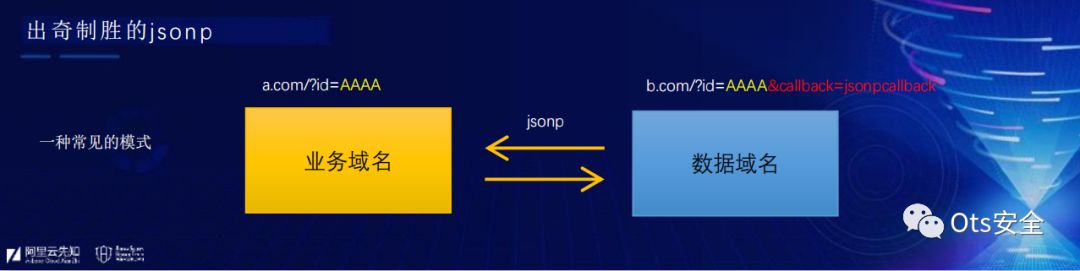 出奇制胜的jsonp
a.com/?id=AAAA
b.com/?id=AAAA&callback=jsonpcallback
一种常见的模式
业务域名
jsonp
数据域名
Ots安全
阿里云先知